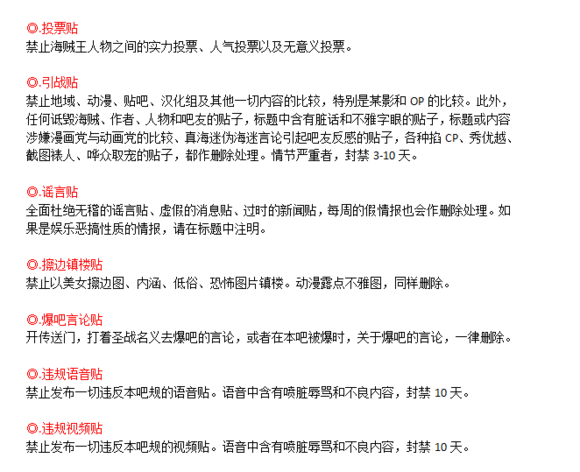 ◎.投票贴
禁止海贼王人物之间的实力投票、人气投票以及无意义投票。
◎.引战贴
禁止地域、动漫、贴吧、汉化组及其他一切内容的比较，特别是某影和 OP 的比较。此外，
任何诋毁海贼、作者、人物和吧友的贴子，标题中含有脏话和不雅字眼的贴子，标题或内容
涉嫌漫画党与动画党的比较、真海迷伪海迷言论引起吧友反感的贴子，各种掐 CP、秀优越、
截图裱人、哗众取宠的贴子，都作删除处理。情节严重者，封禁 3-10 天。
◎.谣言贴
全面杜绝无稽的谣言贴、虚假的消息贴、过时的新闻贴，每周的假情报也会作删除处理。如
果是娱乐恶搞性质的情报，请在标题中注明。
◎.擦边镇楼贴
禁止以美女擦边图、内涵、低俗、恐怖图片镇楼。动漫露点不雅图，同样删除。
◎.爆吧言论贴
开传送门，打着圣战名义去爆吧的言论，或者在本吧被爆时，关于爆吧的言论，一律删除。
◎.违规语音贴
禁止发布一切违反本吧规的语音贴。语音中含有喷脏辱骂和不良内容，封禁 10 天。
◎.违规视频贴
禁止发布一切违反本吧规的视频贴。语音中含有喷脏辱骂和不良内容，封禁 10 天。